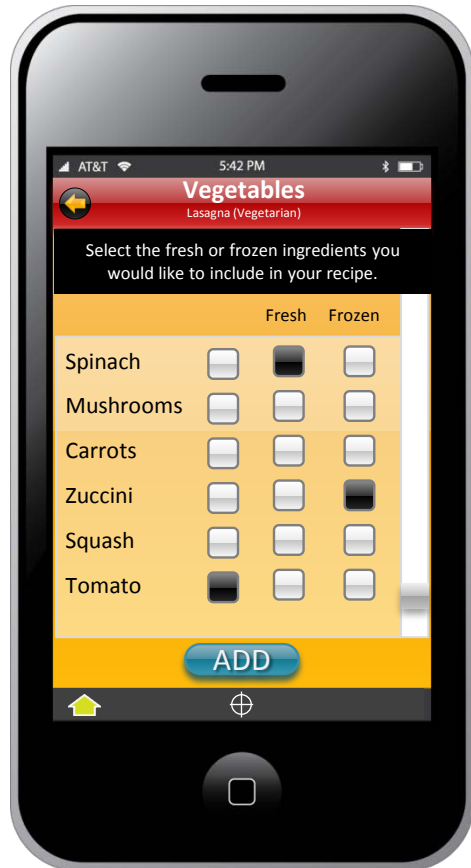 AT&T 5:42 PM
Vegetables
Lasagna (Vegetarian)
Select the fresh or frozen ingredients you
would like to include in your recipe.
Fresh Frozen
Spinach
Mushrooms
Carrots
Zuccini
Squash
Tomato
ADD